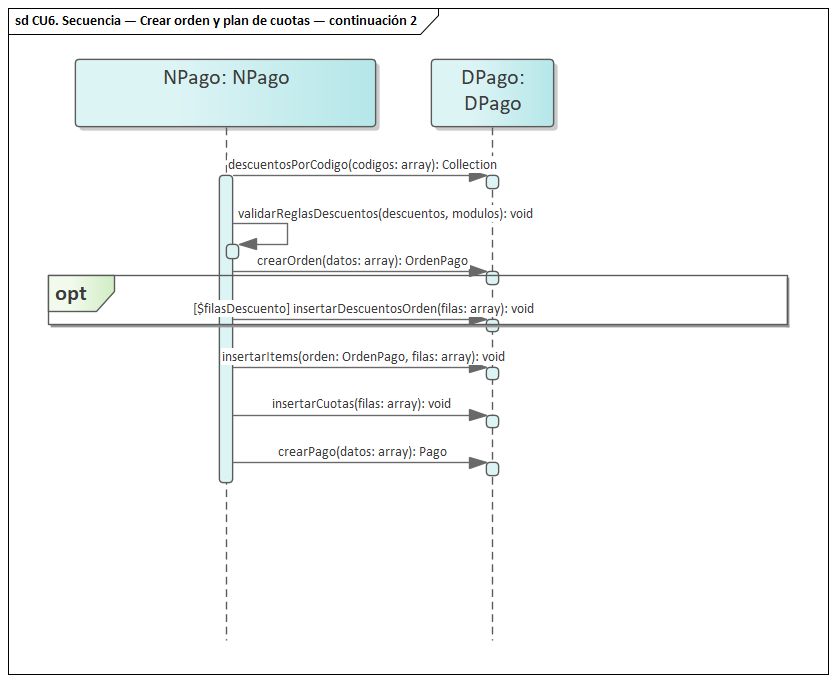 sd CU6. Secuencia — Crear orden y plan de cuotas — continuación 2
NPago: NPago
DPago:
DPago
descuentosPorCodigo(codigos: array): Collection
validarReglasDescuentos(descuentos, modulos): void
crearOrden(datos: array): OrdenPago
opt
[$filasDescuento] insertarDescuentosOrden(filas: array): void
insertarItems(orden: OrdenPago, filas: array): void
insertarCuotas(filas: array): void
crearPago(datos: array): Pago